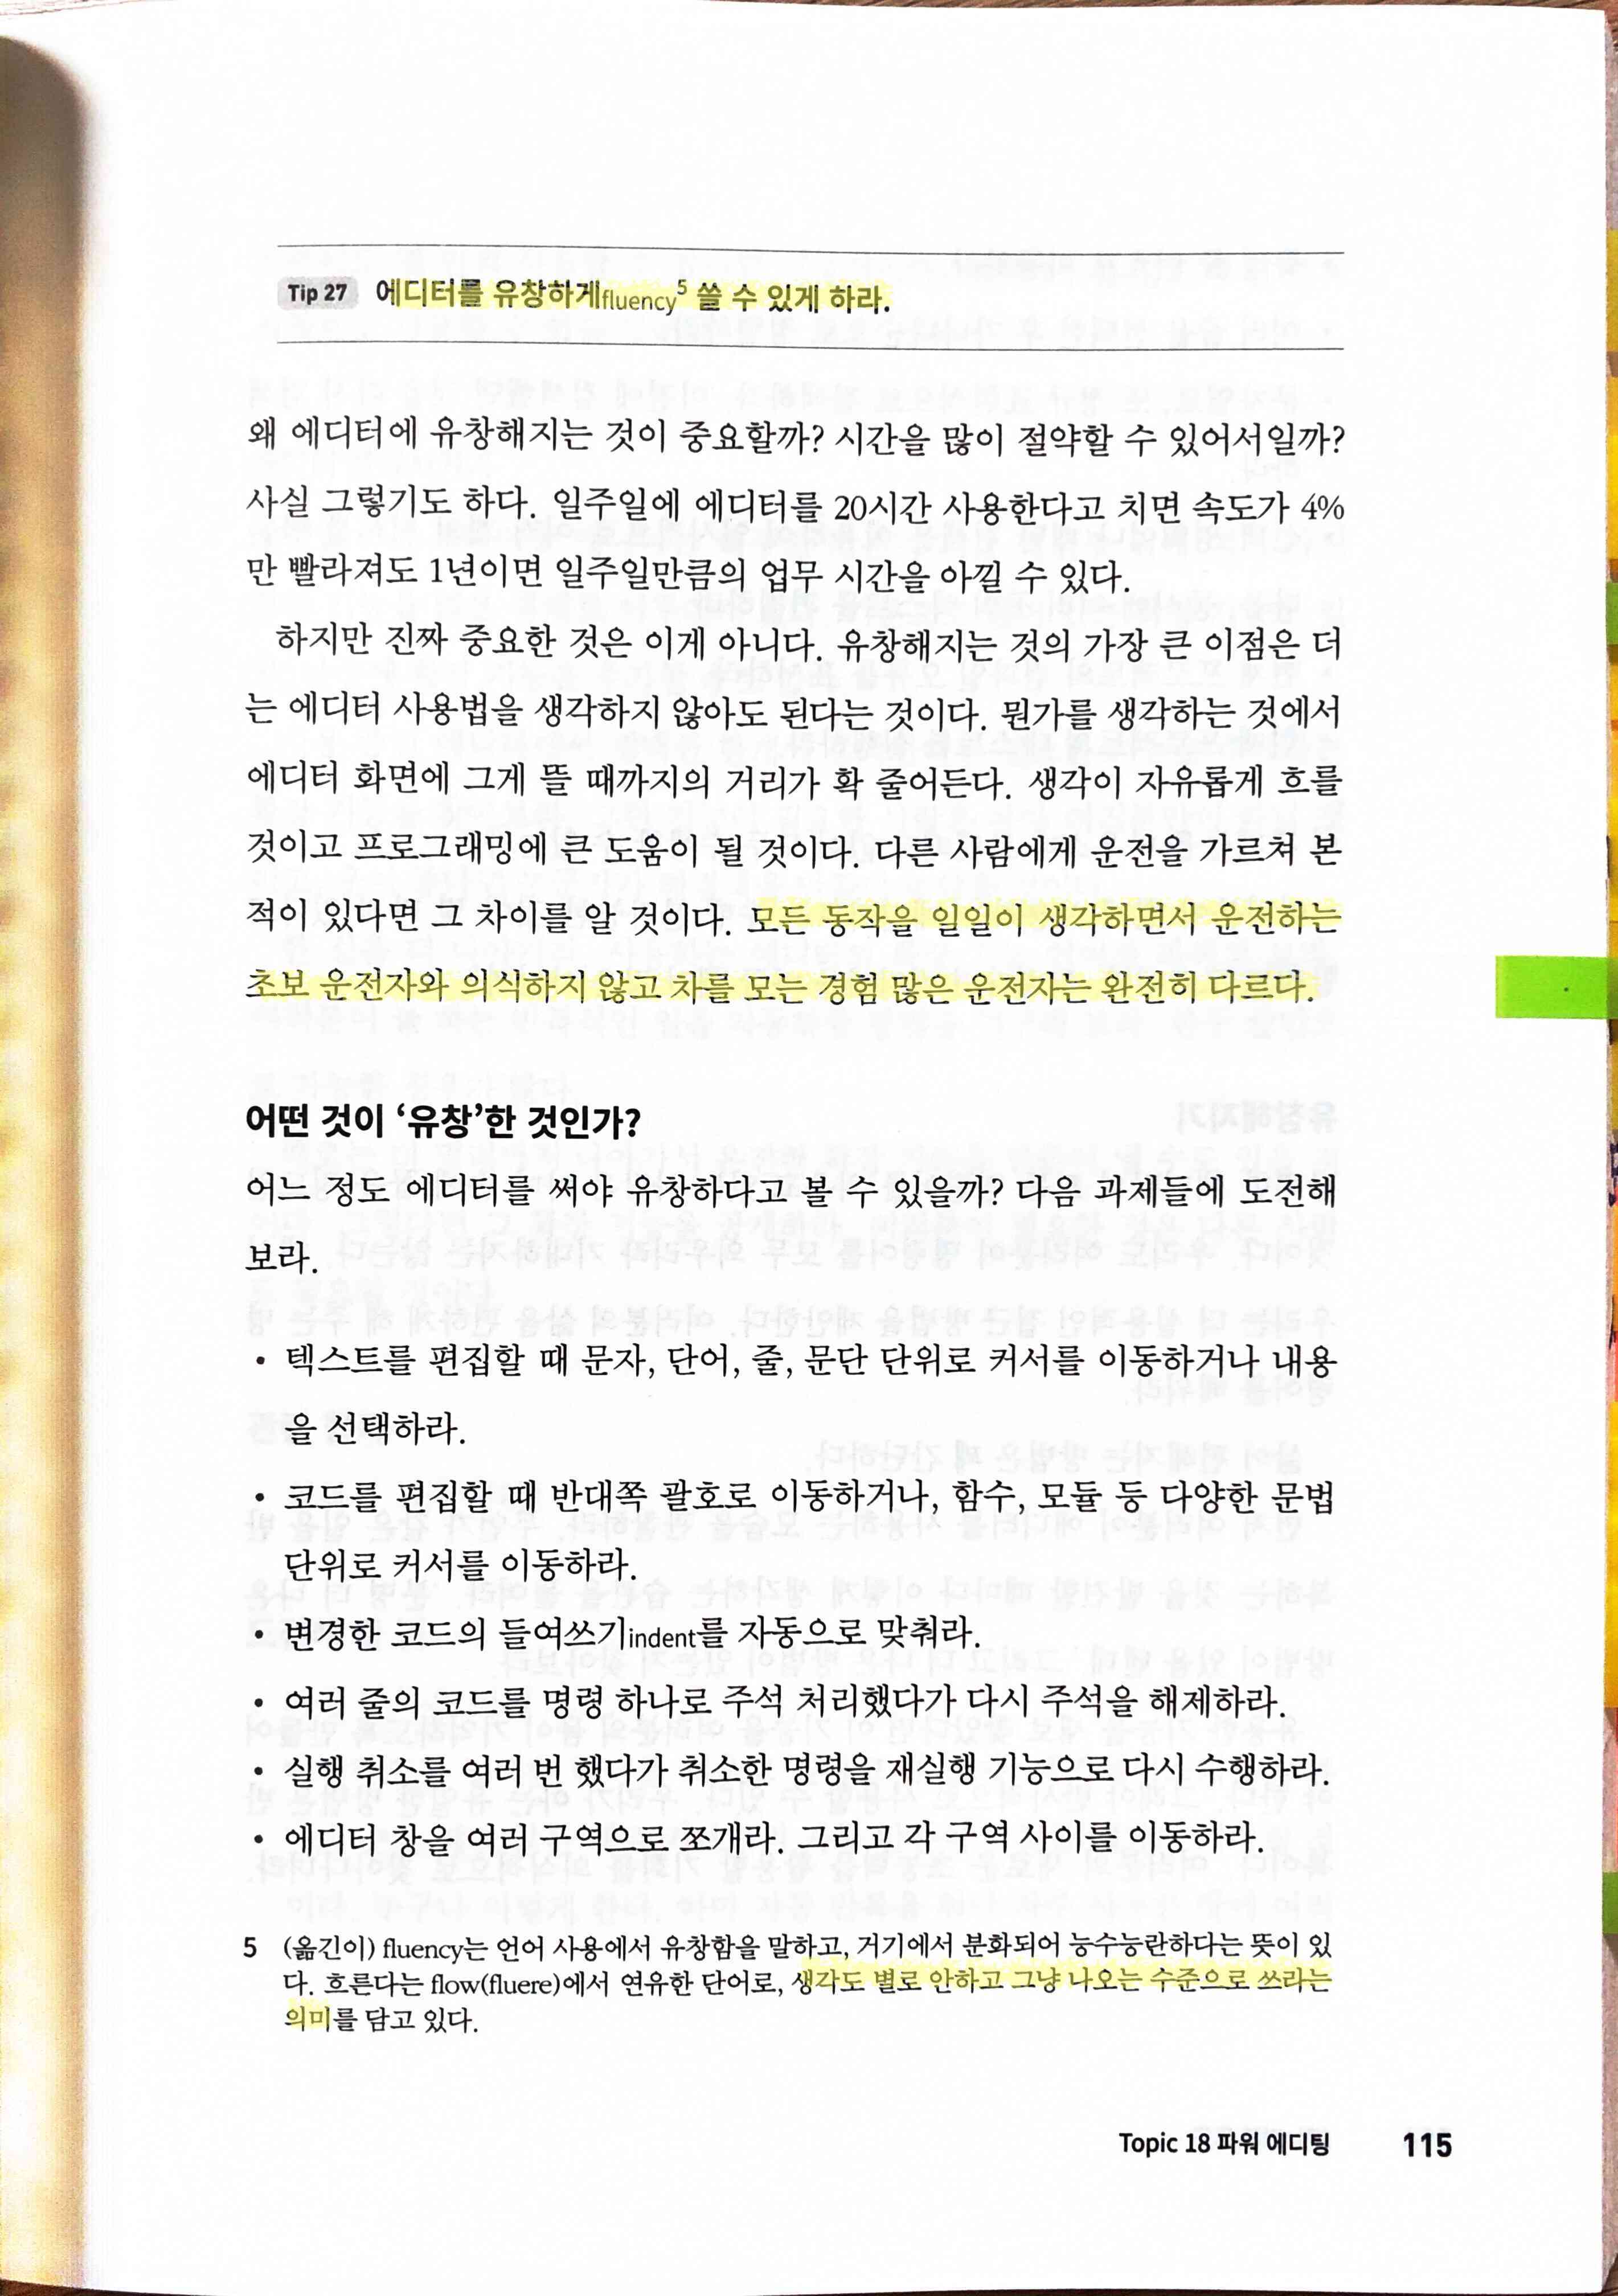 Tip 27 에디터를 유창하게fluency5 쓸 수 있게 하라.
왜 에디터에 유창해지는 것이 중요할까? 시간을 많이 절약할 수 있어서일까?
사실 그렇기도 하다. 일주일에 에디터를 20시간 사용한다고 치면 속도가 4%
만 빨라져도 1년이면 일주일만큼의 업무 시간을 아낄 수 있다.
하지만 진짜 중요한 것은 이게 아니다. 유창해지는 것의 가장 큰 이점은 더
는 에디터 사용법을 생각하지 않아도 된다는 것이다. 뭔가를 생각하는 것에서
에디터 화면에 그게 뜰 때까지의 거리가 확 줄어든다. 생각이 자유롭게 흐를
것이고 프로그래밍에 큰 도움이 될 것이다. 다른 사람에게 운전을 가르쳐 본
적이 있다면 그 차이를 알 것이다. 모든 동작을 일일이 생각하면서 운전하는
초보 운전자와 의식하지 않고 차를 모는 경험 많은 운전자는 완전히 다르다.
어떤 것이 ‘유창’한 것인가?
어느 정도 에디터를 써야 유창하다고 볼 수 있을까? 다음 과제들에 도전해
보라.
• 텍스트를 편집할 때 문자, 단어, 줄, 문단 단위로 커서를 이동하거나 내용
을 선택하라.
• 코드를 편집할 때 반대쪽 괄호로 이동하거나, 함수, 모듈 등 다양한 문법
단위로 커서를 이동하라.
• 변경한 코드의 들여쓰기indent를 자동으로 맞춰라.
• 여러 줄의 코드를 명령 하나로 주석 처리했다가 다시 주석을 해제하라.
• 실행 취소를 여러 번 했다가 취소한 명령을 재실행 기능으로 다시 수행하라.
• 에디터 창을 여러 구역으로 쪼개라. 그리고 각 구역 사이를 이동하라.
5 (옮긴이) fluency는 언어 사용에서 유창함을 말하고, 거기에서 분화되어 능수능란하다는 뜻이 있
다. 흐른다는 flow(fluere)에서 연유한 단어로, 생각도 별로 안하고 그냥 나오는 수준으로 쓰라는
의미를 담고 있다.
Topic 18 파워 에디팅 115